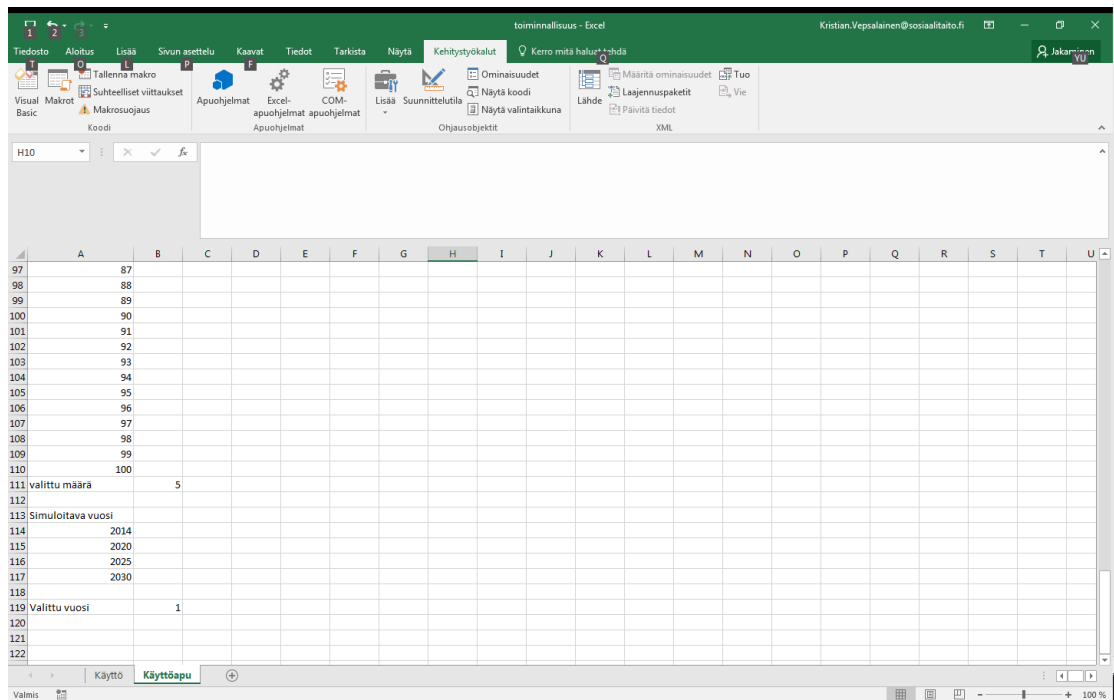 1 2 3
toiminnallisuus - Excel
Kristian.Vepsalainen@sosiaalitaito.fi
Tiedosto Aloitus Lisää Sivun asettelu Kaavat Tiedot Tarkista Näytä Kehitystyökalut Kerro mitä haluat tehdä Jakaminen
T O L P F Q YU
Visual Basic
Makrot
Tallenna makro
Suhteelliset viittaukset
Makrosuojaus
Koodi
Apuohjelmat
Excel-apuohjelmat
COM-apuohjelmat
Apuohjelmat
Lisää
Suunnittelutila
Ominaisuudet
Näytä koodi
Näytä valintaikkuna
Ohjausobjektit
Lähde
Määritä ominaisuudet
Laajennuspaketit
Päivitä tiedot
Tuo
Vie
XML
H10 fx
A B C D E F G H I J K L M N O P Q R S T U
97 87
98 88
99 89
100 90
101 91
102 92
103 93
104 94
105 95
106 96
107 97
108 98
109 99
110 100
111 valittu määrä 5
112
113 Simuloitava vuosi
114 2014
115 2020
116 2025
117 2030
118
119 Valittu vuosi 1
120
121
122
Käyttö Käyttöapu
Valmis 100 %